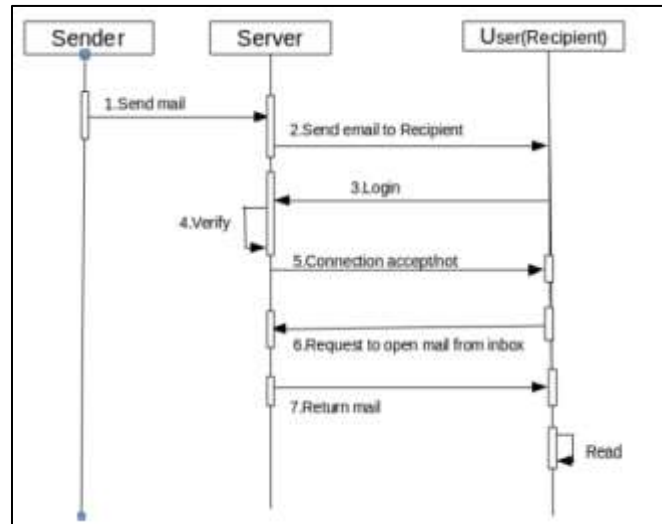 Sender
Server
User(Recipient)
1.Send mail
2.Send email to Recipient
3.Login
4.Verify
5.Connection accept/not
6.Request to open mail from inbox
7.Return mail
Read